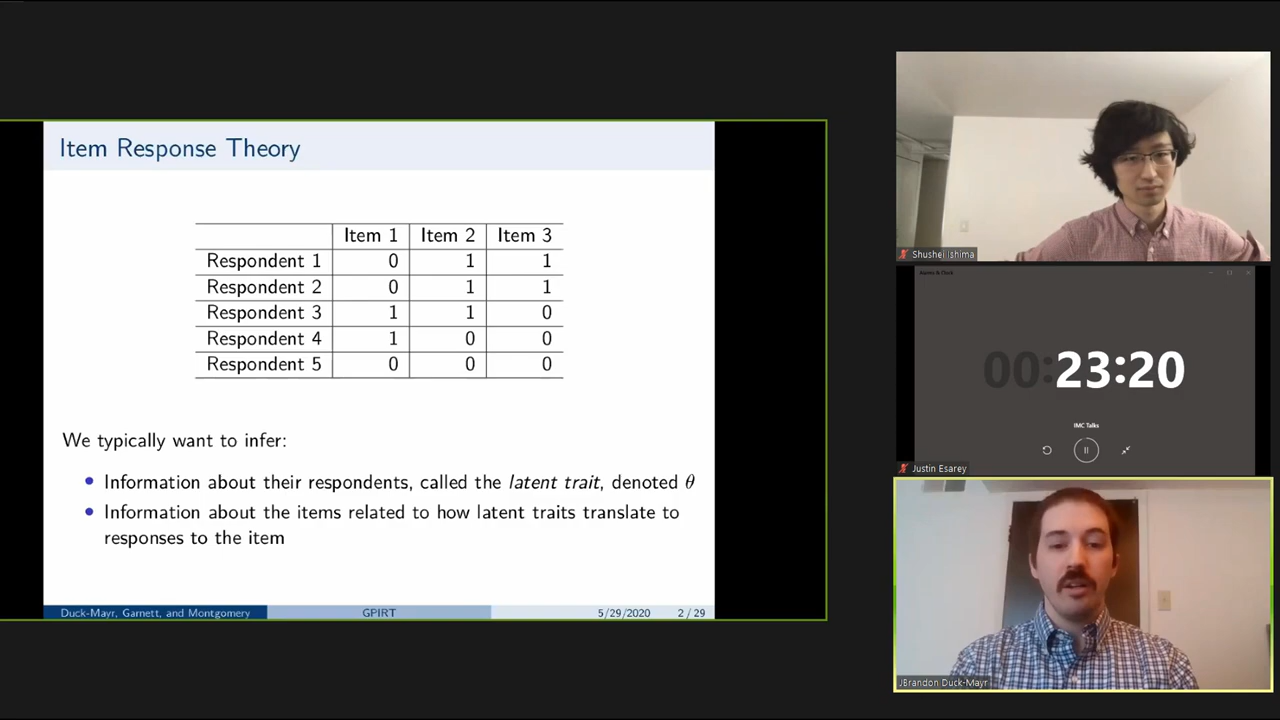 Item Response Theory
Item 1 Item 2 Item 3
Respondent 1 0 1 1
Respondent 2 0 1 1
Respondent 3 1 1 0
Respondent 4 1 0 0
Respondent 5 0 0 0
We typically want to infer:
• Information about their respondents, called the latent trait, denoted θ
• Information about the items related to how latent traits translate to
responses to the item
Duck-Mayr, Garnett, and Montgomery GPIRT 5/29/2020 2 / 29
Shushei Ishima
Alarms & Clock
00:23:20
IMC Talks
Justin Esarey
JBrandon Duck-Mayr